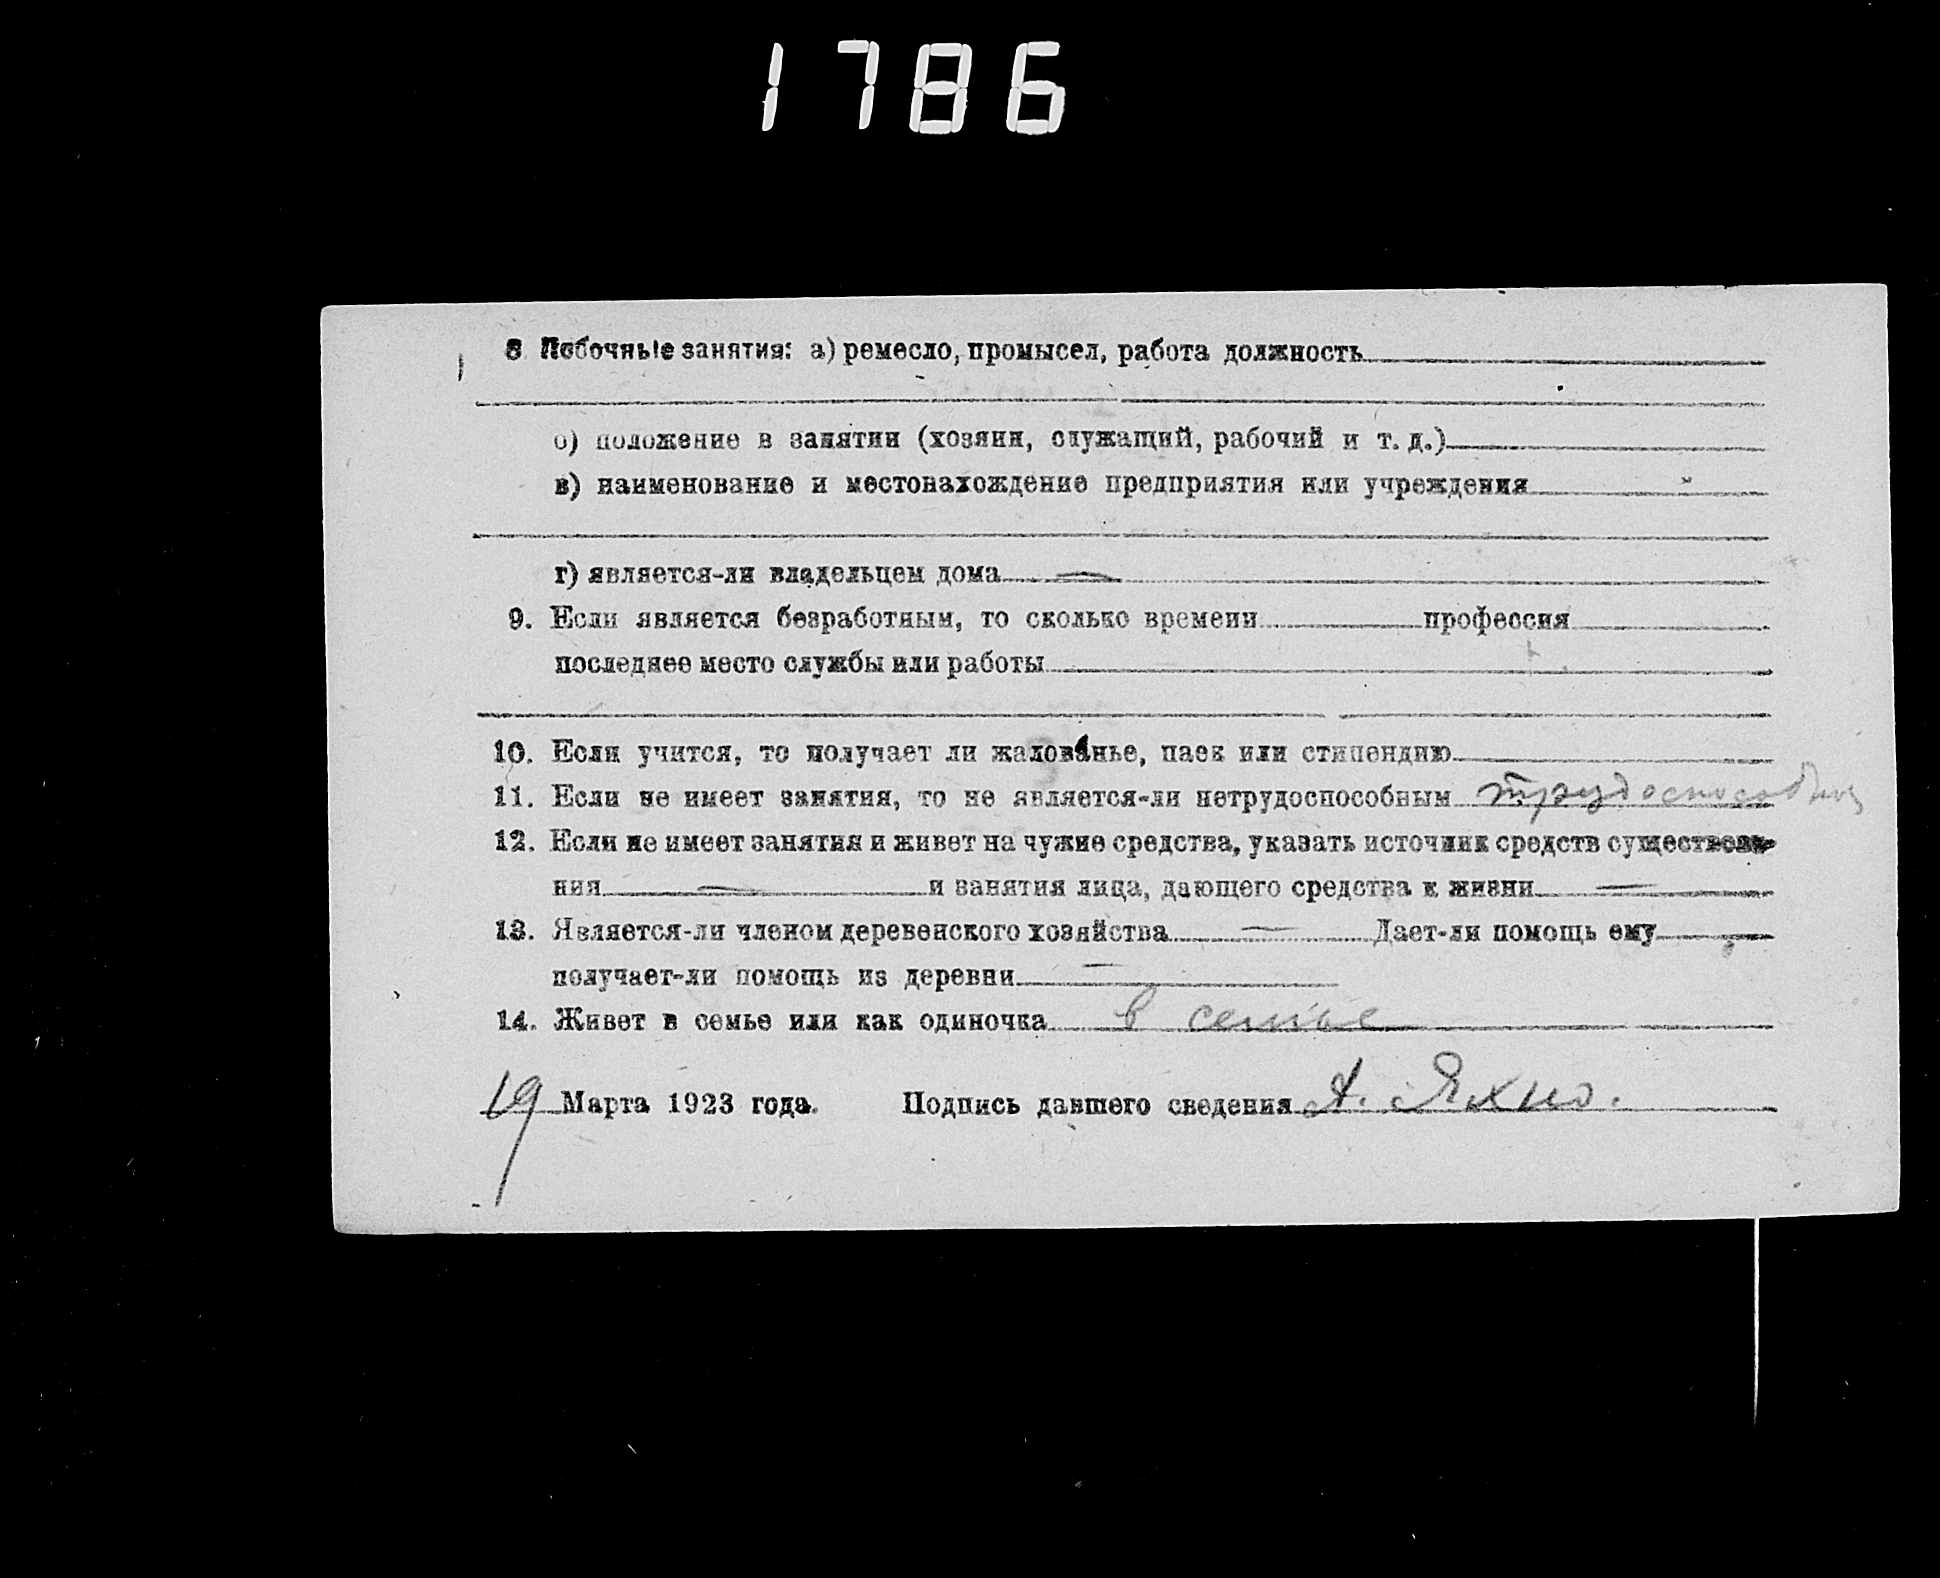 1786
8 Побочные занятия: а) ремесло, промысел, работа должность
б) положение в занятии (хозяин, служащий, рабочий и т. д.)
в) наименование и местонахождение предприятия или учреждения
г) является-ли владельцем дома —
9. Если является безработным, то сколько времени профессия
последнее место службы или работы
10. Если учится, то получает ли жалованье, паек или стипендию
11. Если не имеет занятия, то не является-ли нетрудоспособным трудоспособный
12. Если не имеет занятия и живет на чужие средства, указать источник средств существова-
ния — и занятия лица, дающего средства к жизни —
13. Является-ли членом деревенского хозяйства — Дает-ли помощь ему —
получает-ли помощь из деревни —
14. Живет в семье или как одиночка в семье
19 Марта 1923 года. Подпись давшего сведения А. Яхно.